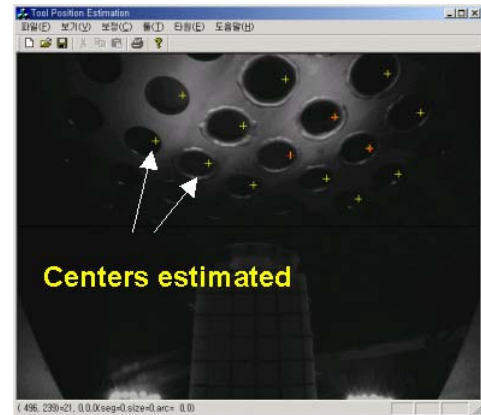 Tool Position Estimation
파일(F) 보기(V) 보정(C) 툴(T) 타원(E) 도움말(H)
Centers estimated
( 496, 239)=21, 0,0,0(seg=0,size=0,arc= 0,0)